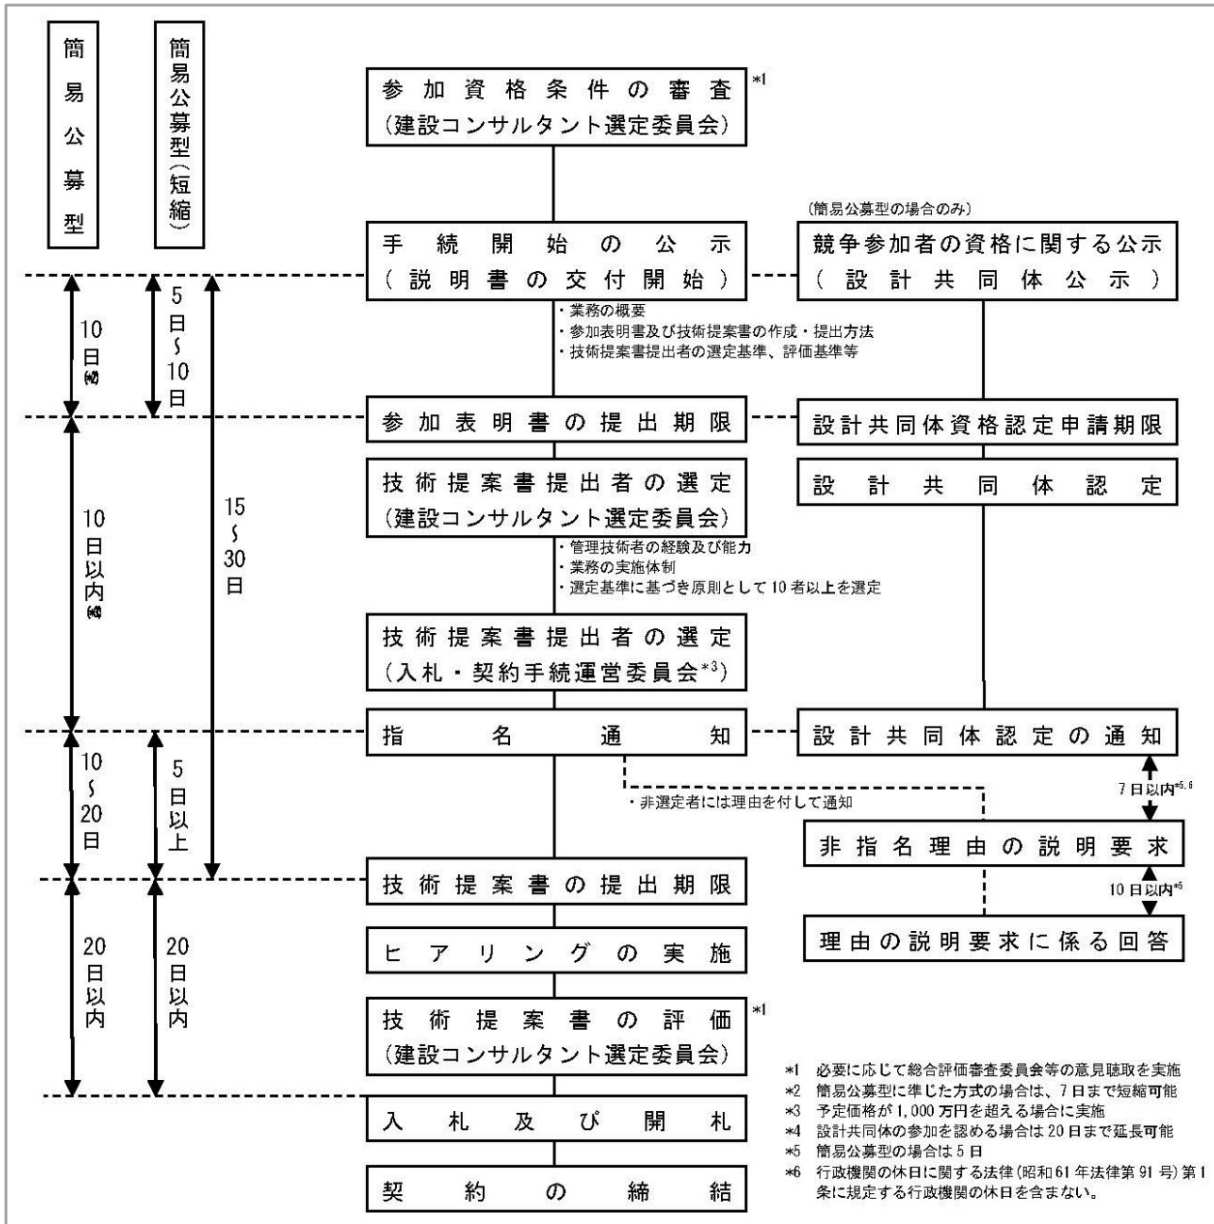 簡易公募型
簡易公募型(短縮)
参加資格条件の審査 *1
(建設コンサルタント選定委員会)
手続開始の公示
(説明書の交付開始)
(簡易公募型の場合のみ)
競争参加者の資格に関する公示
(設計共同体公示)
・業務の概要
・参加表明書及び技術提案書の作成・提出方法
・技術提案書提出者の選定基準、評価基準等
10日
5日~10日
15~30日
参加表明書の提出期限
設計共同体資格認定申請期限
技術提案書提出者の選定
(建設コンサルタント選定委員会)
設計共同体認定
・管理技術者の経験及び能力
・業務の実施体制
・選定基準に基づき原則として10者以上を選定
10日以内
技術提案書提出者の選定
(入札・契約手続運営委員会*3)
指名通知
設計共同体認定の通知
10~20日
5日以上
・非選定者には理由を付して通知
7日以内*5,6
非指名理由の説明要求
技術提案書の提出期限
10日以内
理由の説明要求に係る回答
ヒアリングの実施
20日以内
20日以内
技術提案書の評価 *1
(建設コンサルタント選定委員会)
入札及び開札
契約の締結
*1 必要に応じて総合評価審査委員会等の意見聴取を実施
*2 簡易公募型に準じた方式の場合は、7日まで短縮可能
*3 予定価格が1,000万円を超える場合に実施
*4 設計共同体の参加を認める場合は20日まで延長可能
*5 簡易公募型の場合は5日
*6 行政機関の休日に関する法律(昭和61年法律第91号)第1
条に規定する行政機関の休日を含まない。